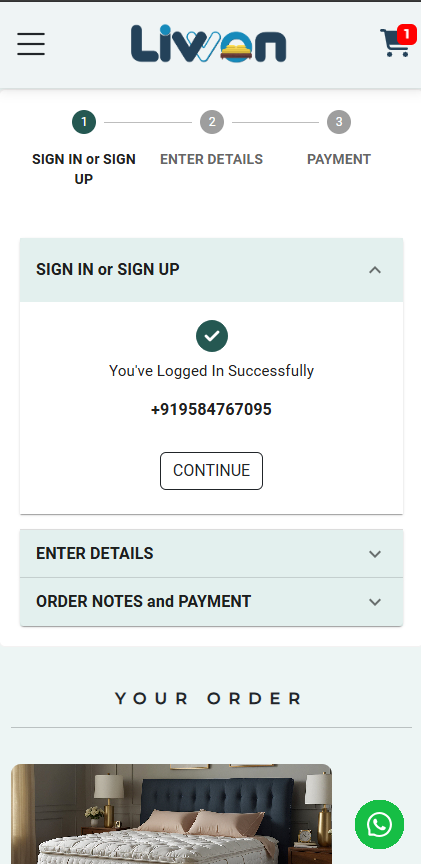 Liwon
1
1
2
3
SIGN IN or SIGN
UP
ENTER DETAILS
PAYMENT
SIGN IN or SIGN UP
You've Logged In Successfully
+919584767095
CONTINUE
ENTER DETAILS
ORDER NOTES and PAYMENT
YOUR ORDER